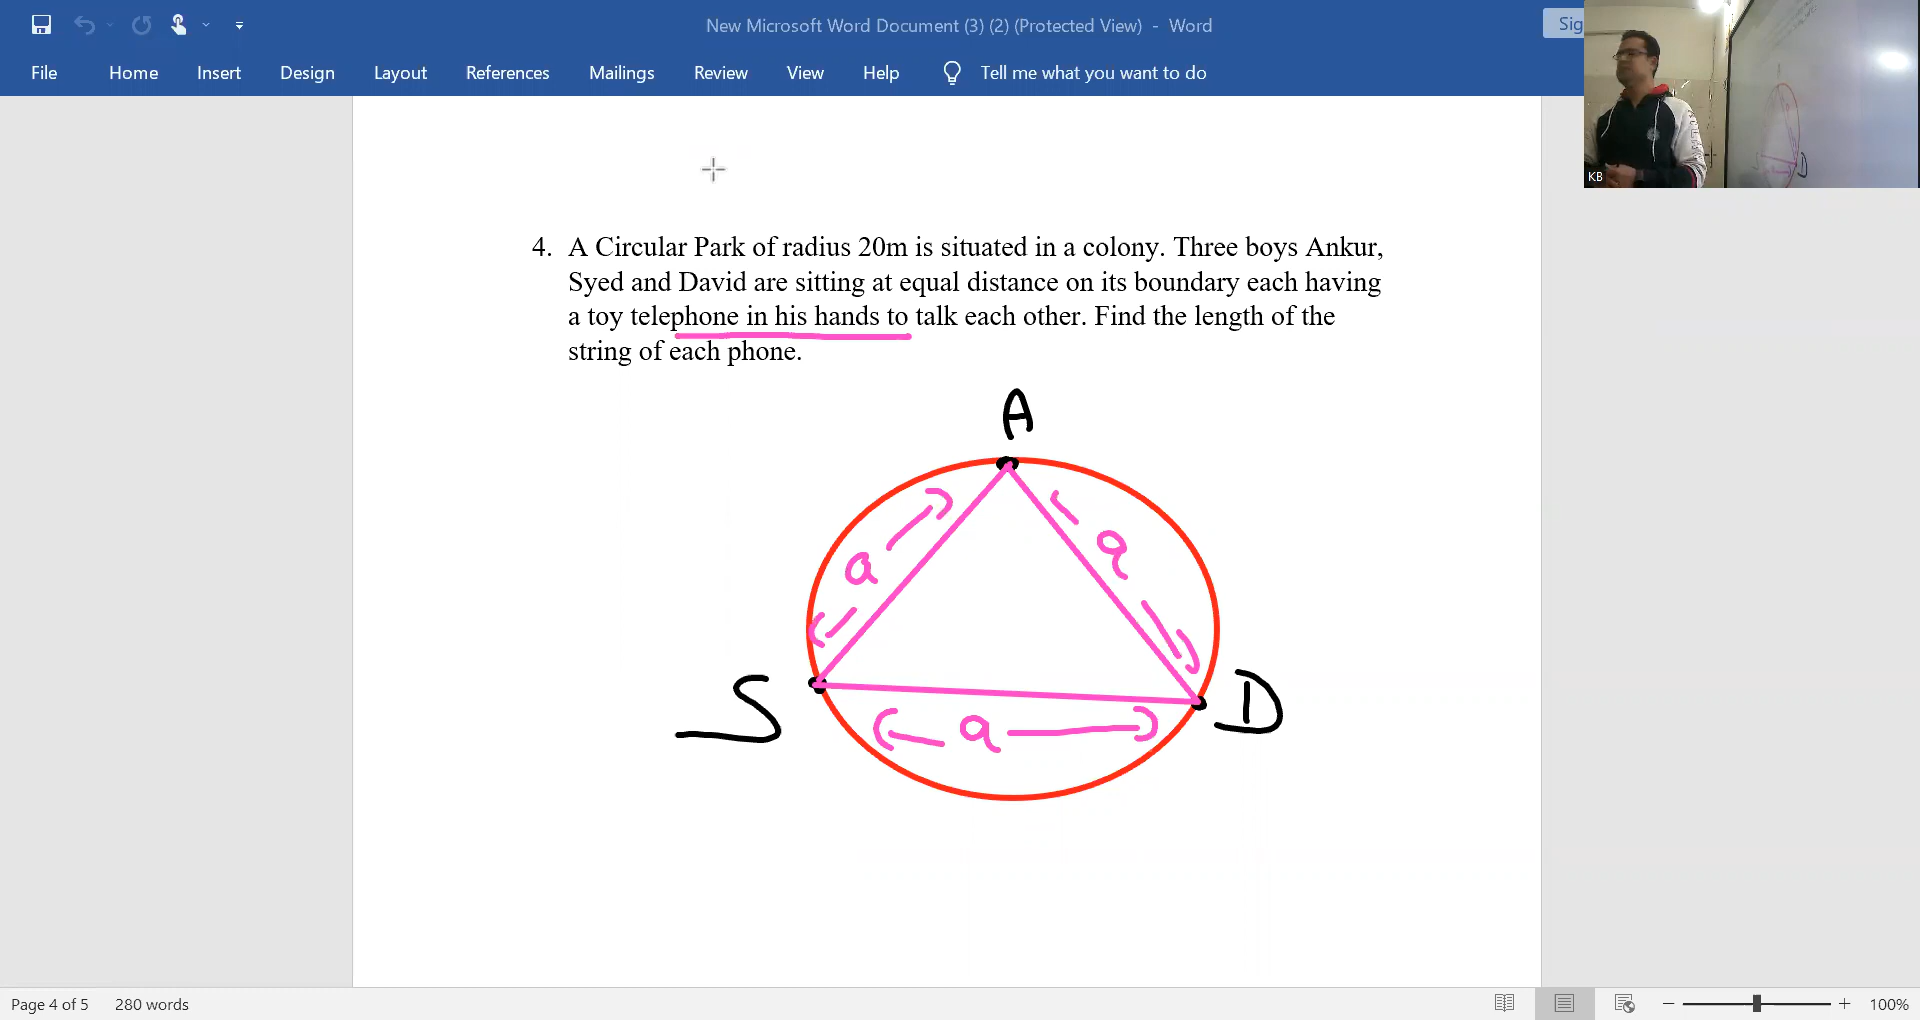 New Microsoft Word Document (3) (2) (Protected View) - Word
Sig
File Home Insert Design Layout References Mailings Review View Help Tell me what you want to do
KB
4. A Circular Park of radius 20m is situated in a colony. Three boys Ankur,
Syed and David are sitting at equal distance on its boundary each having
a toy telephone in his hands to talk each other. Find the length of the
string of each phone.
A
a a
S D
a
D
Page 4 of 5 280 words 100%